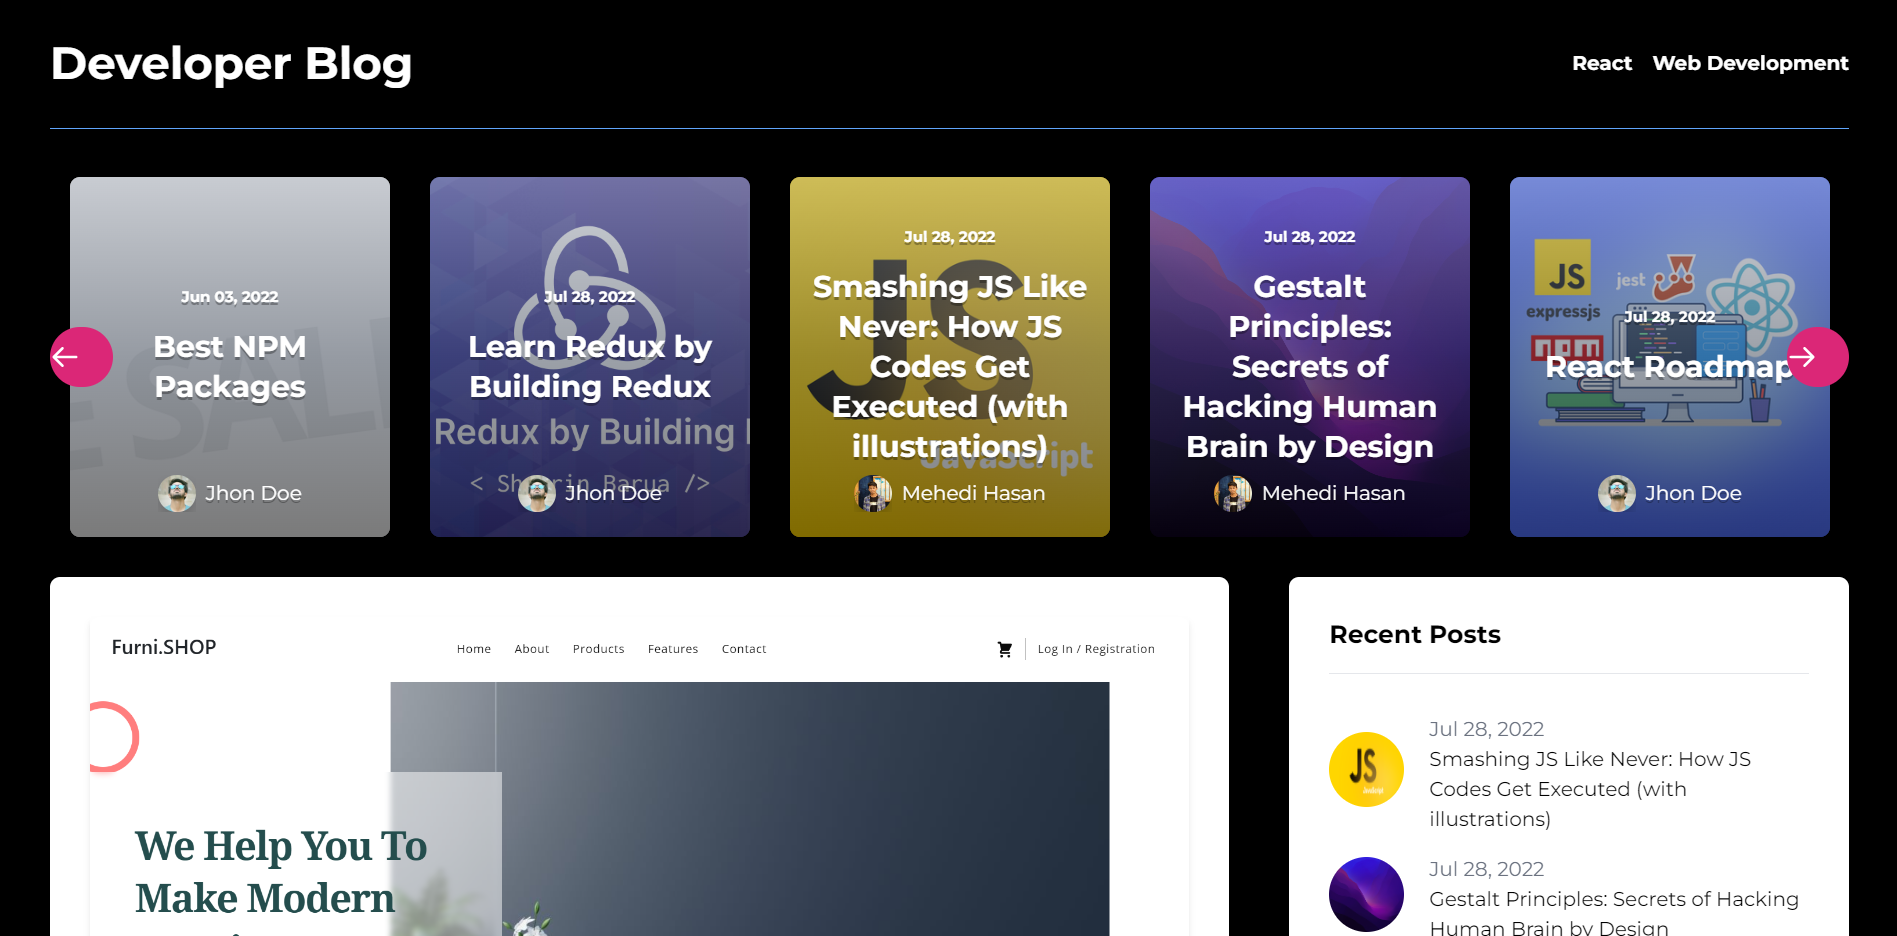 Developer Blog
React
Web Development
Jun 03, 2022
Best NPM
Packages
Jhon Doe
Jul 28, 2022
Learn Redux by
Building Redux
Redux by Building
Jhon Doe
Jul 28, 2022
Smashing JS Like
Never: How JS
Codes Get
Executed (with
illustrations)
JS
JavaScript
Mehedi Hasan
Jul 28, 2022
Gestalt
Principles:
Secrets of
Hacking Human
Brain by Design
Mehedi Hasan
JS
expressjs
jest
npm
Jul 28, 2022
React Roadmap
Jhon Doe
Furni.SHOP
Home
About
Products
Features
Contact
Log In / Registration
We Help You To
Make Modern
Recent Posts
JS
JavaScript
Jul 28, 2022
Smashing JS Like Never: How JS
Codes Get Executed (with
illustrations)
Jul 28, 2022
Gestalt Principles: Secrets of Hacking
Human Brain by Design